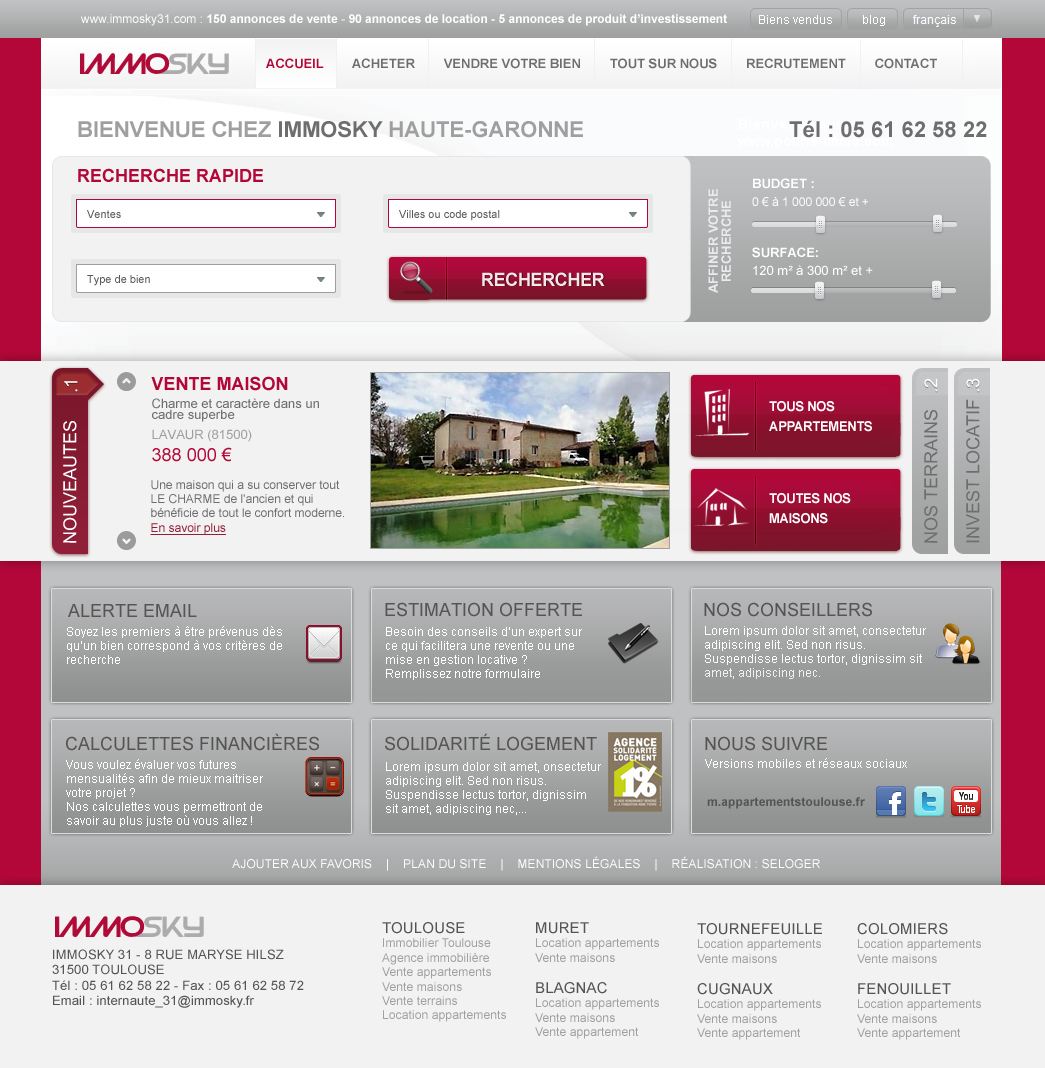 www.immosky31.com : 150 annonces de vente - 90 annonces de location - 5 annonces de produit d'investissement
Biens vendus
blog
français
IMMOSKY
ACCUEIL
ACHETER
VENDRE VOTRE BIEN
TOUT SUR NOUS
RECRUTEMENT
CONTACT
BIENVENUE CHEZ IMMOSKY HAUTE-GARONNE
Tél : 05 61 62 58 22
RECHERCHE RAPIDE
Ventes
Villes ou code postal
Type de bien
RECHERCHER
AFFINER VOTRE
RECHERCHE
BUDGET :
0 € à 1 000 000 € et +
SURFACE:
120 m² à 300 m² et +
NOUVEAUTES .1
VENTE MAISON
Charme et caractère dans un
cadre superbe
LAVAUR (81500)
388 000 €
Une maison qui a su conserver tout
LE CHARME de l'ancien et qui
bénéficie de tout le confort moderne.
En savoir plus
TOUS NOS
APPARTEMENTS
TOUTES NOS
MAISONS
NOS TERRAINS .2
INVEST LOCATIF .3
ALERTE EMAIL
Soyez les premiers à être prévenus dès
qu'un bien correspond à vos critères de
recherche
ESTIMATION OFFERTE
Besoin des conseils d'un expert sur
ce qui facilitera une revente ou une
mise en gestion locative ?
Remplissez notre formulaire
NOS CONSEILLERS
Lorem ipsum dolor sit amet, consectetur
adipiscing elit. Sed non risus.
Suspendisse lectus tortor, dignissim sit
amet, adipiscing nec.
CALCULETTES FINANCIÈRES
Vous voulez évaluer vos futures
mensualités afin de mieux maitriser
votre projet ?
Nos calculettes vous permettront de
savoir au plus juste où vous allez !
SOLIDARITÉ LOGEMENT
Lorem ipsum dolor sit amet, onsectetur
adipiscing elit. Sed non risus.
Suspendisse lectus tortor, dignissim
sit amet, adipiscing nec,...
AGENCE
SOLIDARITÉ
LOGEMENT
1%
NOUS SUIVRE
Versions mobiles et réseaux sociaux
m.appartementstoulouse.fr
You
Tube
AJOUTER AUX FAVORIS | PLAN DU SITE | MENTIONS LÉGALES | RÉALISATION : SELOGER
IMMOSKY
IMMOSKY 31 - 8 RUE MARYSE HILSZ
31500 TOULOUSE
Tél : 05 61 62 58 22 - Fax : 05 61 62 58 72
Email : internaute_31@immosky.fr
TOULOUSE
Immobilier Toulouse
Agence immobilière
Vente appartements
Vente maisons
Vente terrains
Location appartements
MURET
Location appartements
Vente maisons
BLAGNAC
Location appartements
Vente maisons
Vente appartement
TOURNEFEUILLE
Location appartements
Vente maisons
CUGNAUX
Location appartements
Vente maisons
Vente appartement
COLOMIERS
Location appartements
Vente maisons
FENOUILLET
Location appartements
Vente maisons
Vente appartement